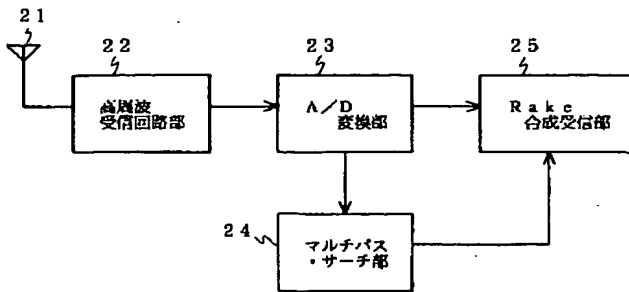 21
22
23
25
高周波
受信回路部
A/D
変換部
Rake
合成受信部
24
マルチパス
・サーチ部